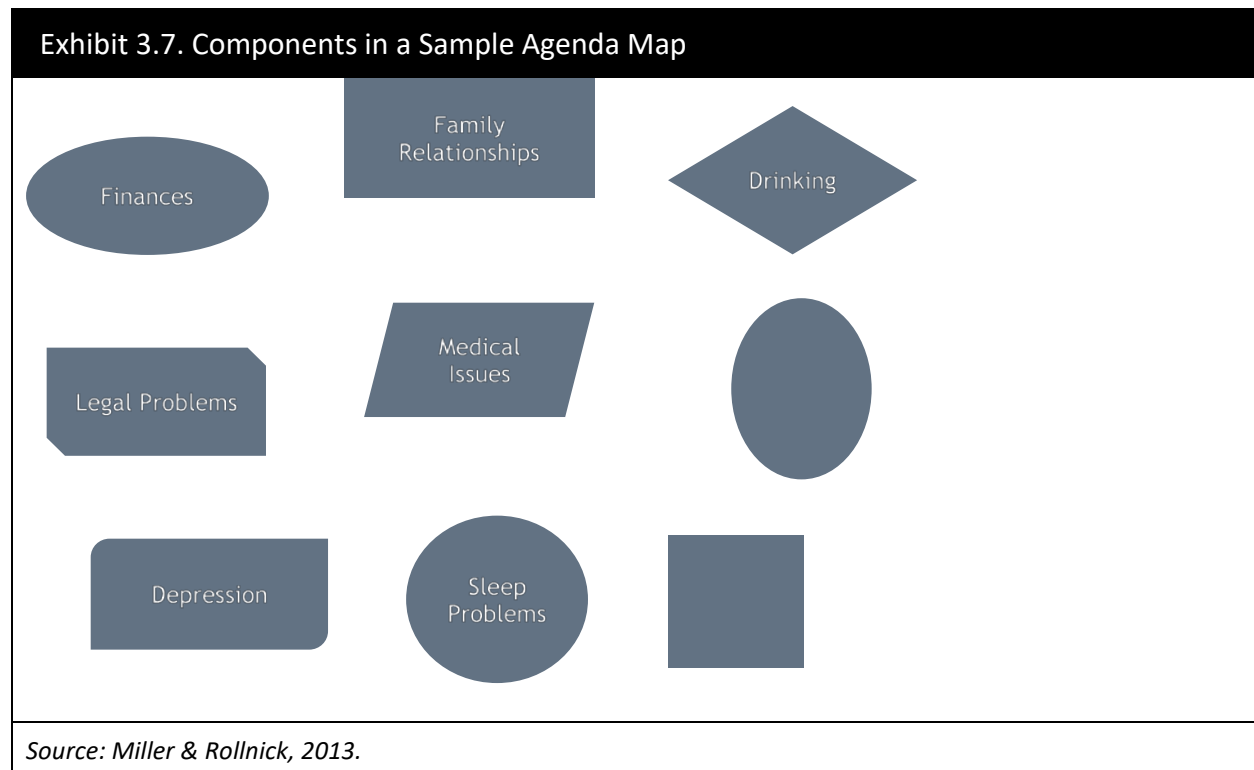 Exhibit 3.7. Components in a Sample Agenda Map
Family
Relationships
Finances
Drinking
Medical
Issues
Legal Problems
Sleep
Problems
Depression
Source: Miller & Rollnick, 2013.